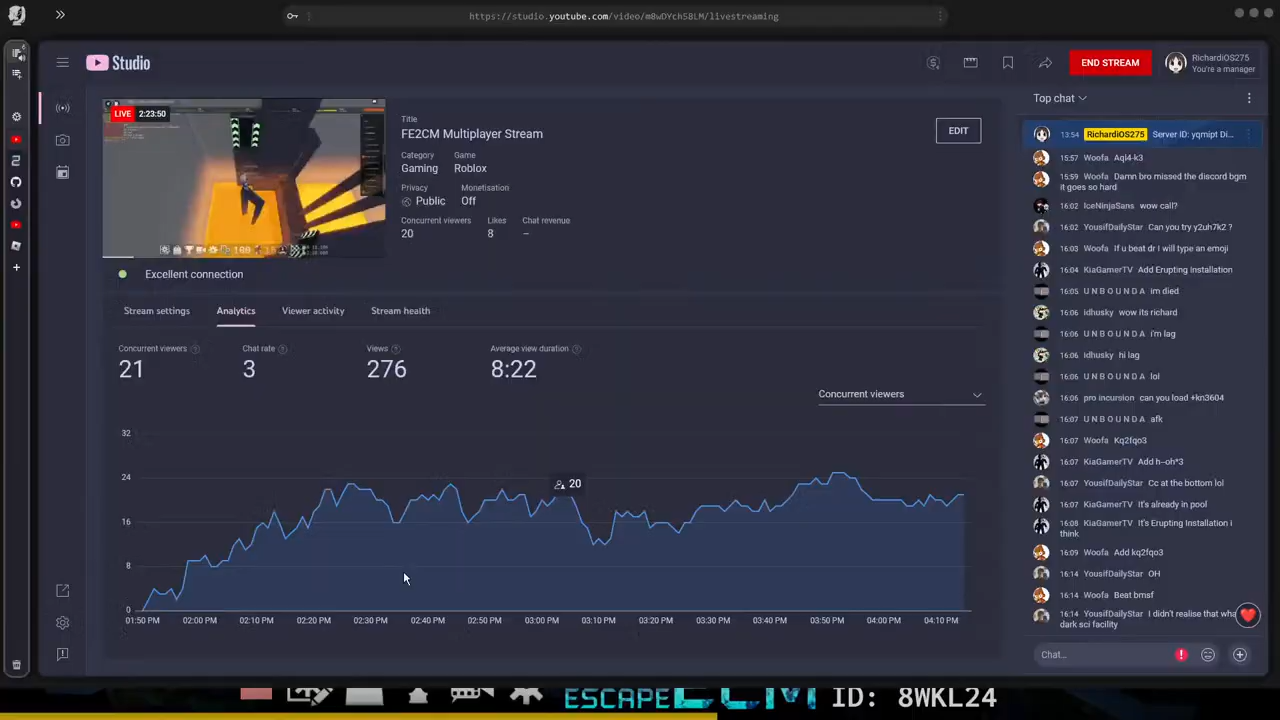 https://studio.youtube.com/video/m8wDYch58LM/livestreaming
Studio
END STREAM
RichardiOS275
You're a manager
LIVE 2:23:50
Title
FE2CM Multiplayer Stream
EDIT
Category
Game
Gaming
Roblox
Privacy
Monetisation
Public
Off
Concurrent viewers
Likes
Chat revenue
20
8
–
Excellent connection
Stream settings
Analytics
Viewer activity
Stream health
Concurrent viewers
Chat rate
Views
Average view duration
21
3
276
8:22
Concurrent viewers
32
24
16
8
0
20
01:50 PM 02:00 PM 02:10 PM 02:20 PM 02:30 PM 02:40 PM 02:50 PM 03:00 PM 03:10 PM 03:20 PM 03:30 PM 03:40 PM 03:50 PM 04:00 PM 04:10 PM
Top chat
13:54 RichardiOS275 Server ID: yqmipt Di...
15:57 Woofa Aqi4-k3
15:59 Woofa Damn bro missed the discord bgm
it goes so hard
16:02 IceNinjaSans wow call?
16:02 YousifDailyStar Can you try y2uh7k2 ?
16:03 Woofa If u beat dr I will type an emoji
16:04 KiaGamerTV Add Erupting Installation
16:05 U N B O U N D A im died
16:06 idhusky wow its richard
16:06 U N B O U N D A i'm lag
16:06 idhusky hi lag
16:06 U N B O U N D A lol
16:06 pro incursion can you load +kn3604
16:07 U N B O U N D A afk
16:07 Woofa Kq2fqo3
16:07 KiaGamerTV Add h--oh*3
16:07 YousifDailyStar Cc at the bottom lol
16:07 KiaGamerTV It's already in pool
16:08 KiaGamerTV It's Erupting Installation i
think
16:09 Woofa Add kq2fqo3
16:14 YousifDailyStar OH
16:14 Woofa Beat bmsf
16:14 YousifDailyStar I didn't realise that wha
dark sci facility
Chat...
ESCAPE ECM ID: 8WKL24